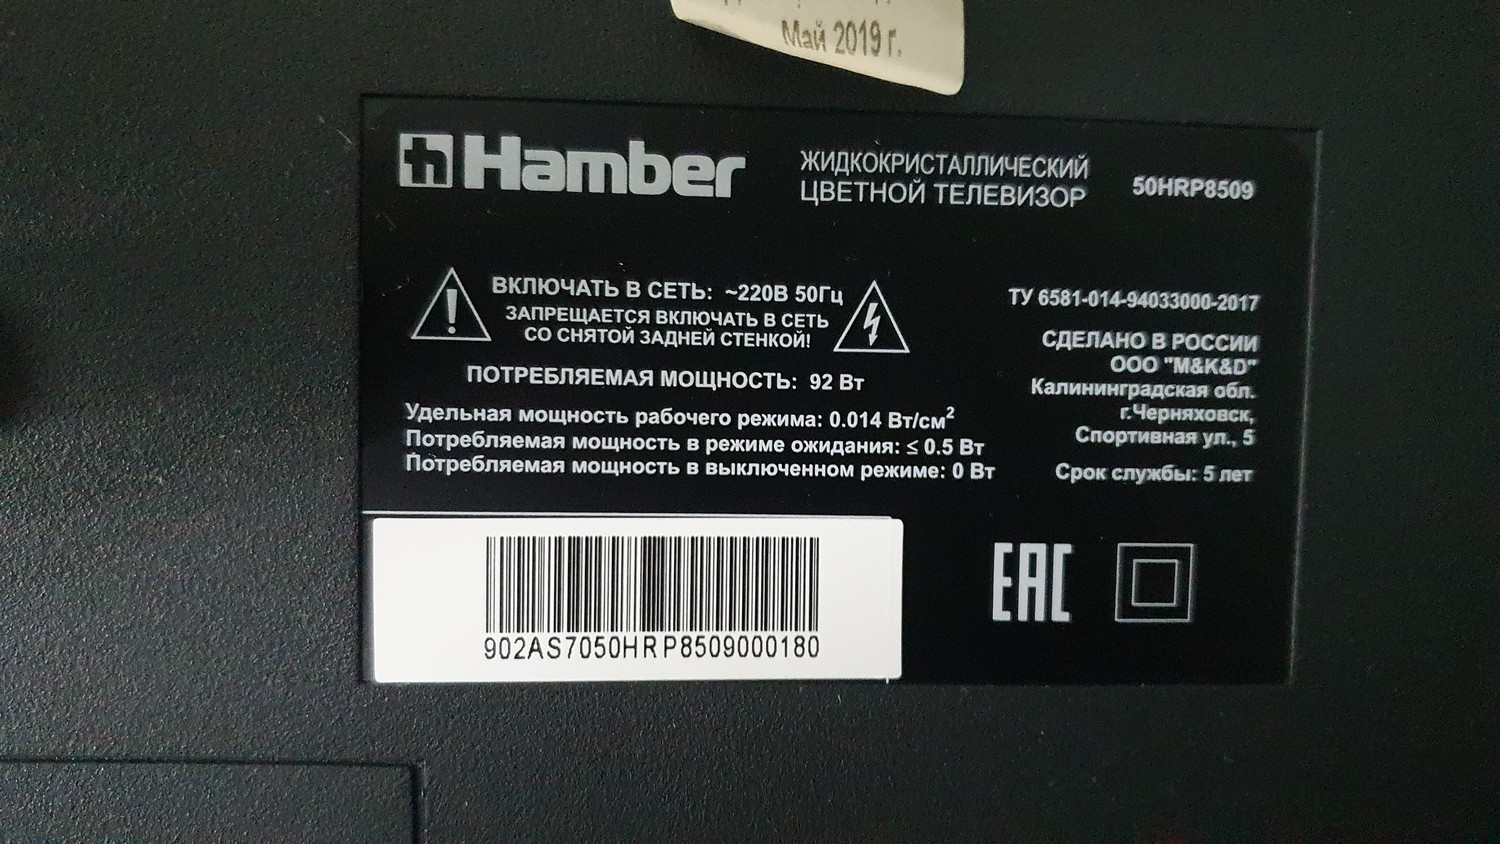 Май 2019 г.
Hamber
ЖИДКОКРИСТАЛЛИЧЕСКИЙ
ЦВЕТНОЙ ТЕЛЕВИЗОР
50HRP8509
ВКЛЮЧАТЬ В СЕТЬ: ~220В 50Гц
ЗАПРЕЩАЕТСЯ ВКЛЮЧАТЬ В СЕТЬ
СО СНЯТОЙ ЗАДНЕЙ СТЕНКОЙ!
ПОТРЕБЛЯЕМАЯ МОЩНОСТЬ: 92 Вт
Удельная мощность рабочего режима: 0.014 Вт/см²
Потребляемая мощность в режиме ожидания: ≤ 0.5 Вт
Потребляемая мощность в выключенном режиме: 0 Вт
ТУ 6581-014-94033000-2017
СДЕЛАНО В РОССИИ
ООО "M&K&D"
Калининградская обл.
г.Черняховск,
Спортивная ул., 5
Срок службы: 5 лет
902AS7050HRP8509000180
EAC